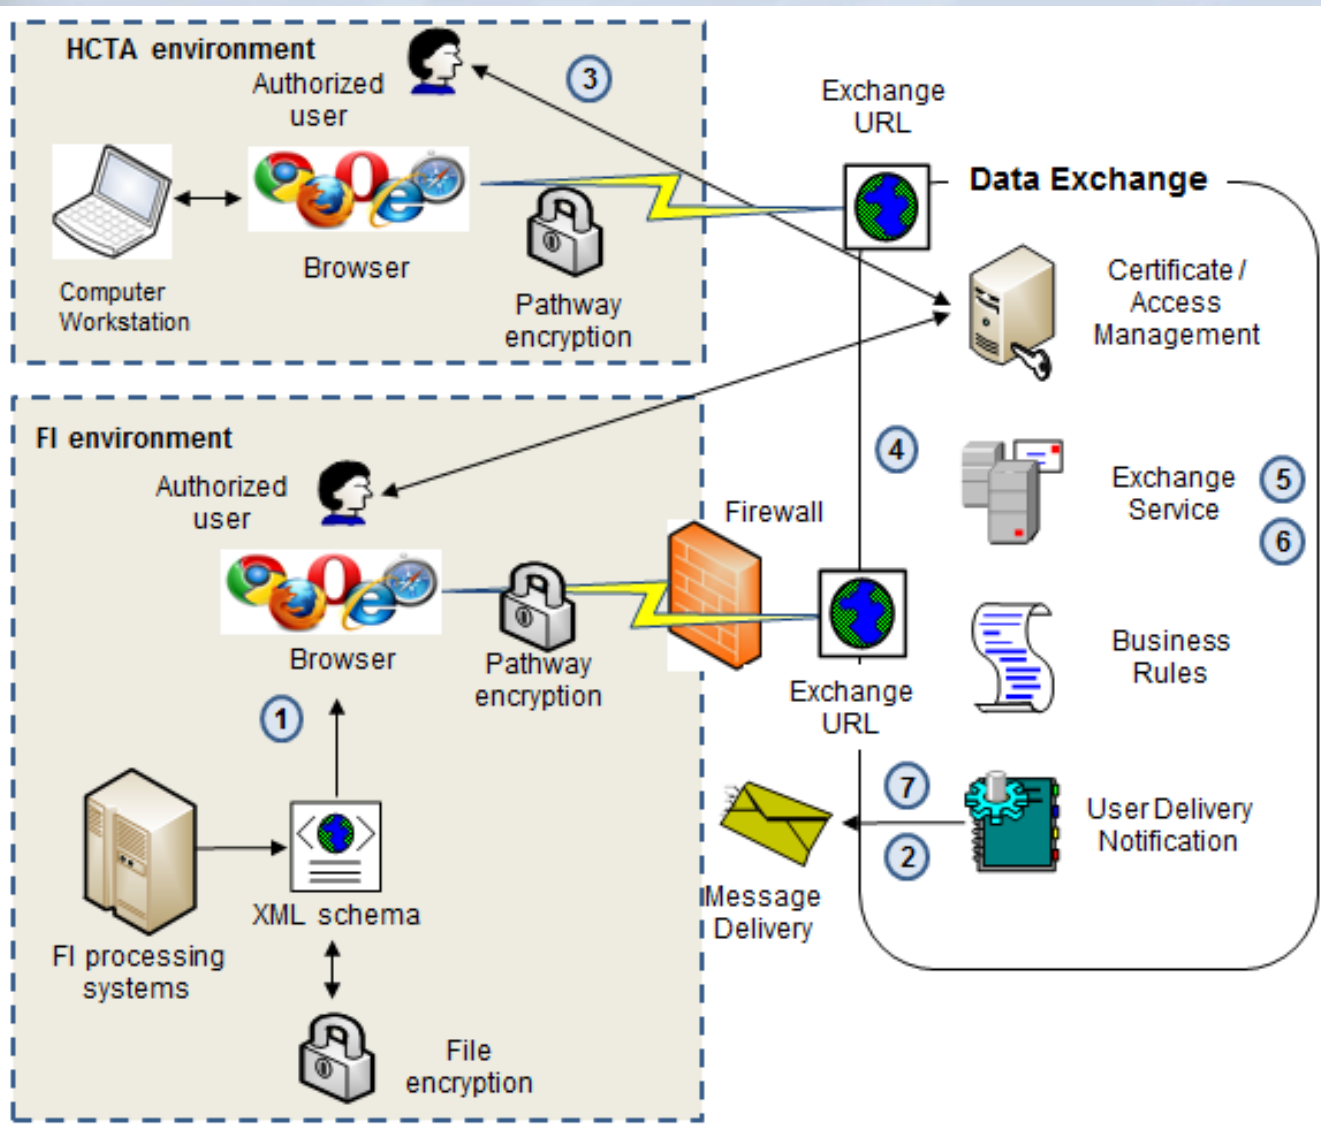 HCTA environment
Authorized
user
3
Exchange
URL
Data Exchange
Browser
Computer
Workstation
Pathway
encryption
Certificate /
Access
Management
FI environment
Authorized
user
Firewall
4
Exchange
Service
5
6
Browser
Pathway
encryption
Exchange
URL
Business
Rules
1
7
2
User Delivery
Notification
Message
Delivery
XML schema
FI processing
systems
File
encryption